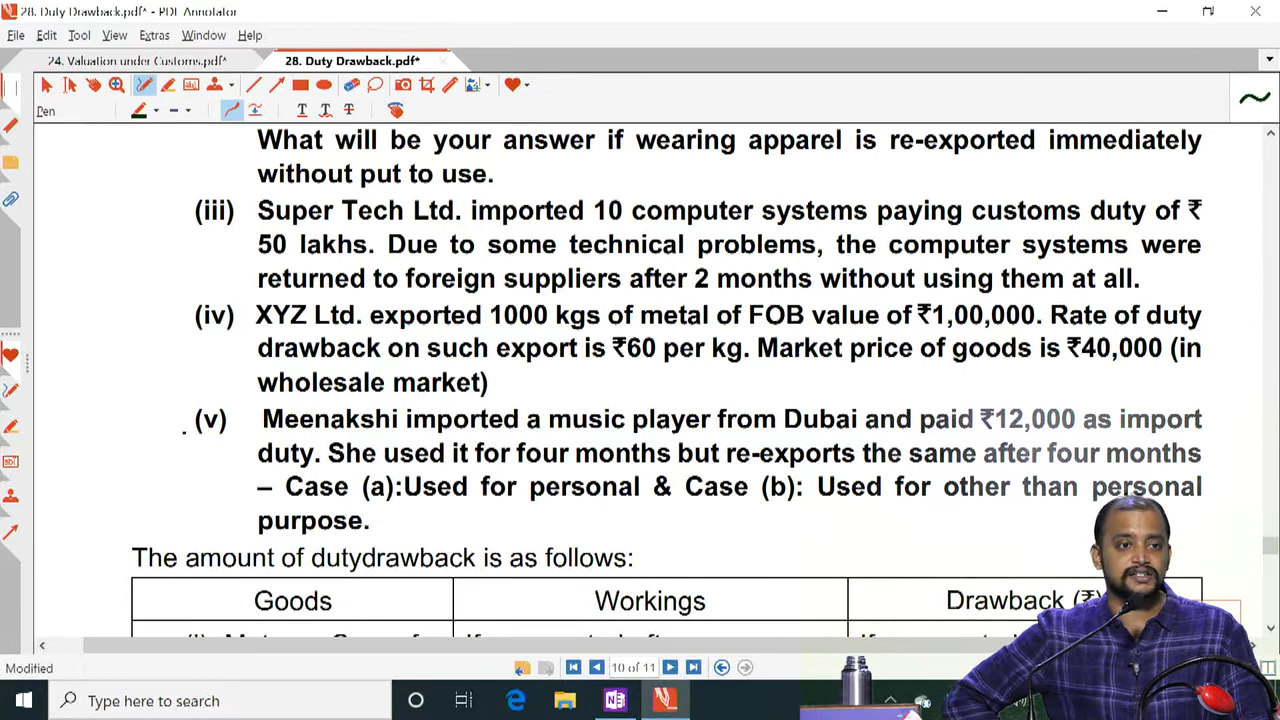 28. Duty Drawback.pdf* - PDF Annotator
File Edit Tool View Extras Window Help
24. Valuation under Customs.pdf* 28. Duty Drawback.pdf*
Pen
What will be your answer if wearing apparel is re-exported immediately
without put to use.
(iii) Super Tech Ltd. imported 10 computer systems paying customs duty of ₹
50 lakhs. Due to some technical problems, the computer systems were
returned to foreign suppliers after 2 months without using them at all.
(iv) XYZ Ltd. exported 1000 kgs of metal of FOB value of ₹1,00,000. Rate of duty
drawback on such export is ₹60 per kg. Market price of goods is ₹40,000 (in
wholesale market)
(v) Meenakshi imported a music player from Dubai and paid ₹12,000 as import
duty. She used it for four months but re-exports the same after four months
– Case (a):Used for personal & Case (b): Used for other than personal
purpose.
The amount of dutydrawback is as follows:
Goods Workings Drawback (₹)
Modified 10 of 11
Type here to search